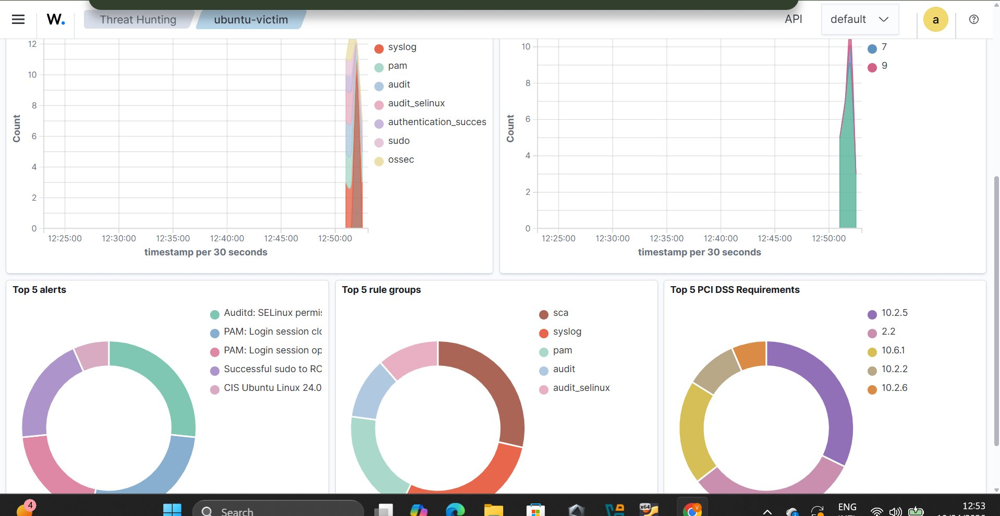 W.
Threat Hunting
ubuntu-victim
API
default
a
12
10
8
6
4
2
0
Count
12:25:00
12:30:00
12:35:00
12:40:00
12:45:00
12:50:00
timestamp per 30 seconds
syslog
pam
audit
audit_selinux
authentication_succes
sudo
ossec
10
8
6
4
2
0
Count
12:25:00
12:30:00
12:35:00
12:40:00
12:45:00
12:50:00
timestamp per 30 seconds
7
9
Top 5 alerts
Auditd: SELinux permis
PAM: Login session clo
PAM: Login session op
Successful sudo to RO
CIS Ubuntu Linux 24.0
Top 5 rule groups
sca
syslog
pam
audit
audit_selinux
Top 5 PCI DSS Requirements
10.2.5
2.2
10.6.1
10.2.2
10.2.6
4
Search
x64
V
ENG
12:53